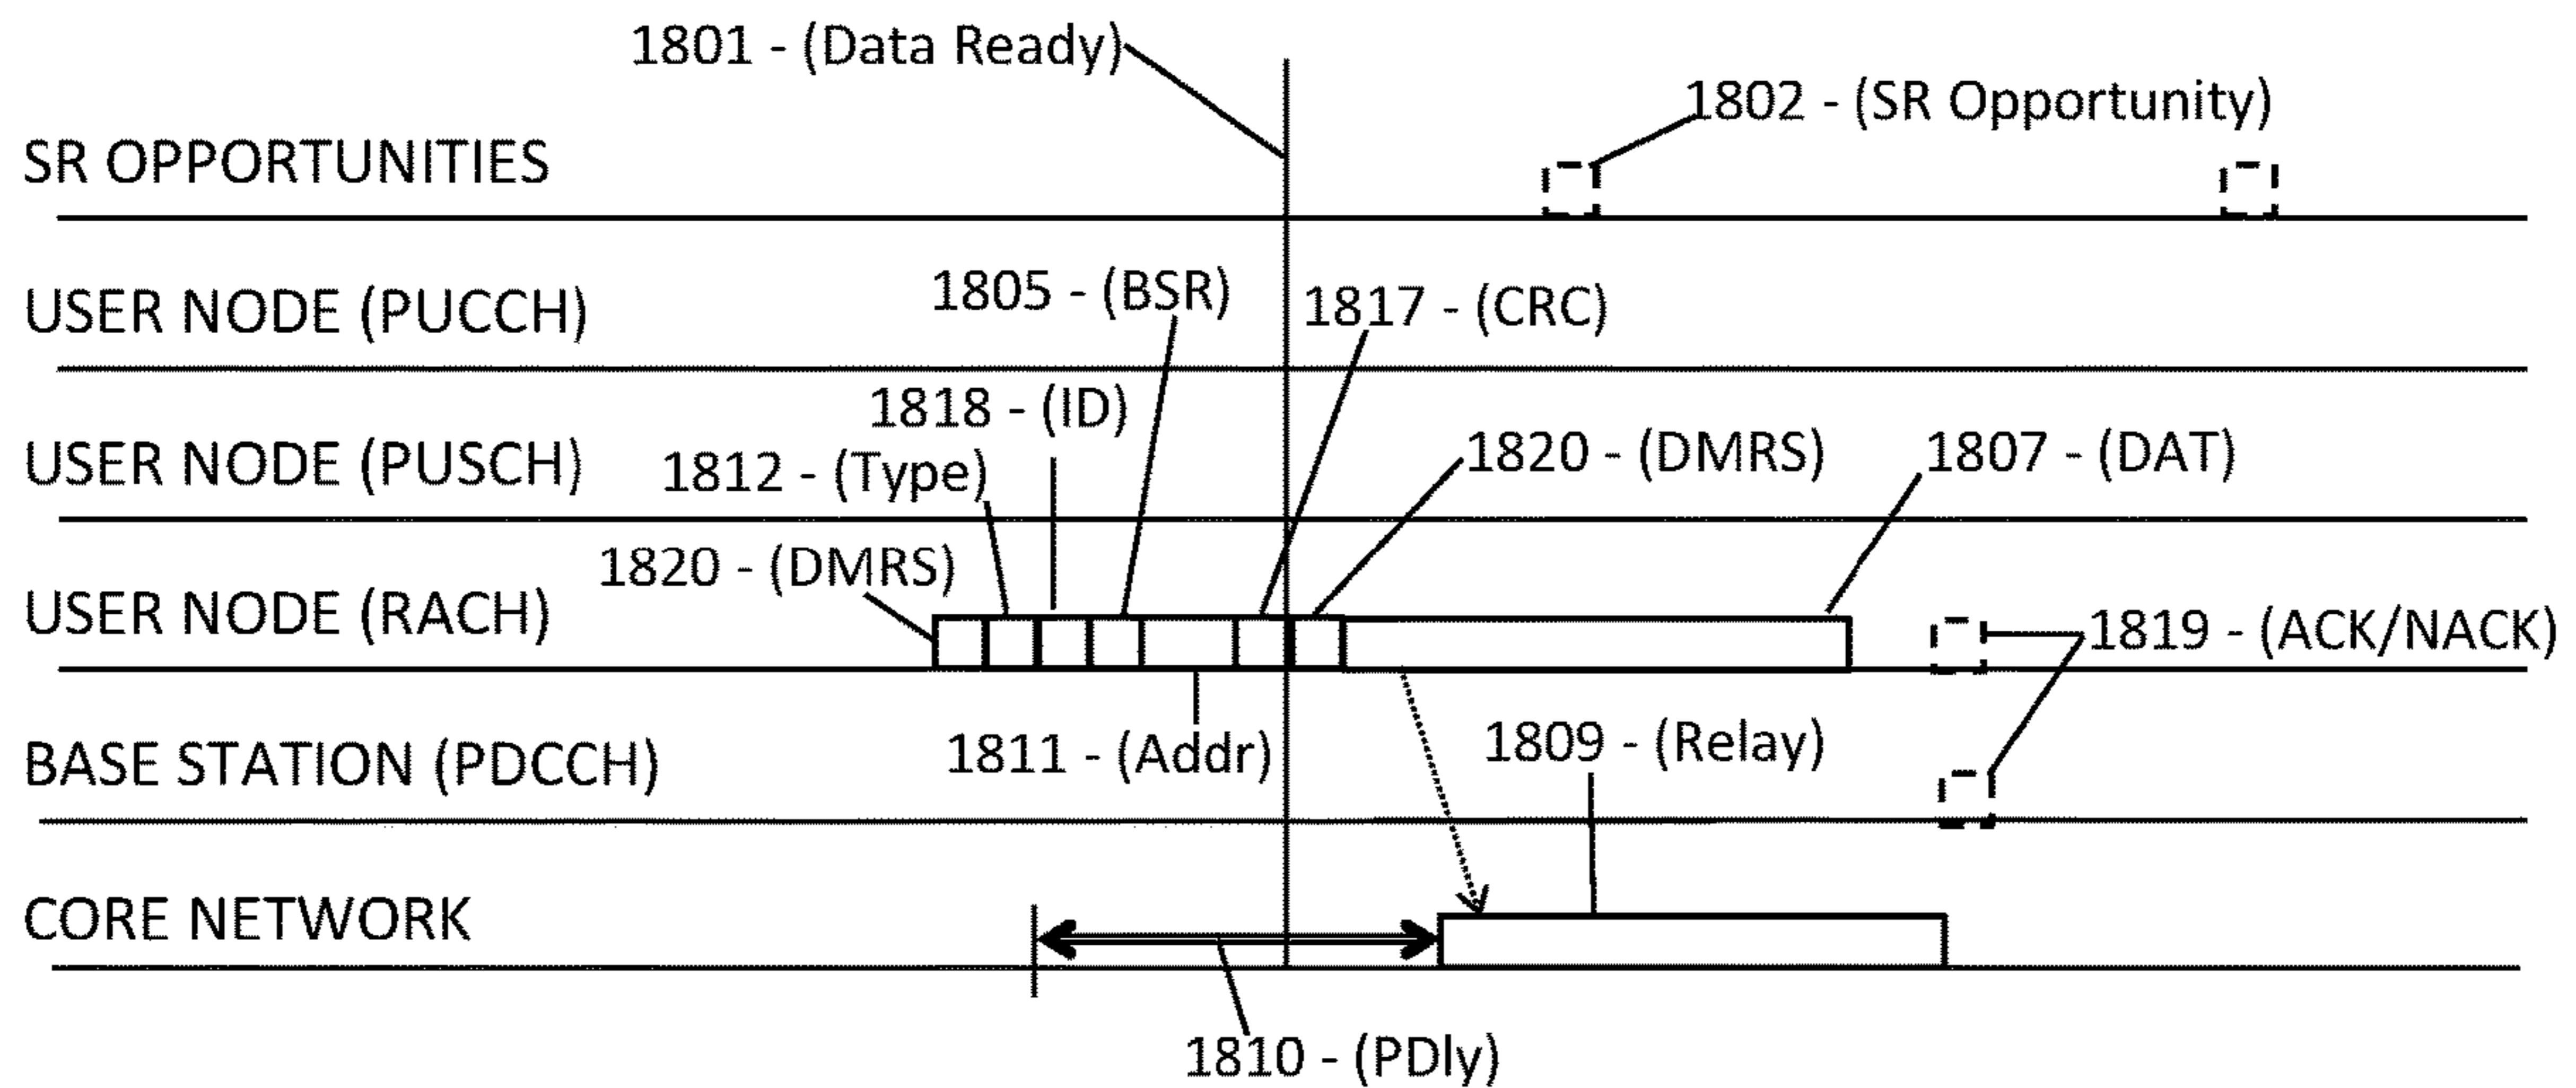 1801 - (Data Ready)
1802 - (SR Opportunity)
SR OPPORTUNITIES
1805 - (BSR)
1817 - (CRC)
USER NODE (PUCCH)
1818 - (ID)
1812 - (Type)
1820 - (DMRS)
1807 - (DAT)
USER NODE (PUSCH)
1820 - (DMRS)
USER NODE (RACH)
1819 - (ACK/NACK)
1811 - (Addr)
1809 - (Relay)
BASE STATION (PDCCH)
CORE NETWORK
1810 - (PDly)